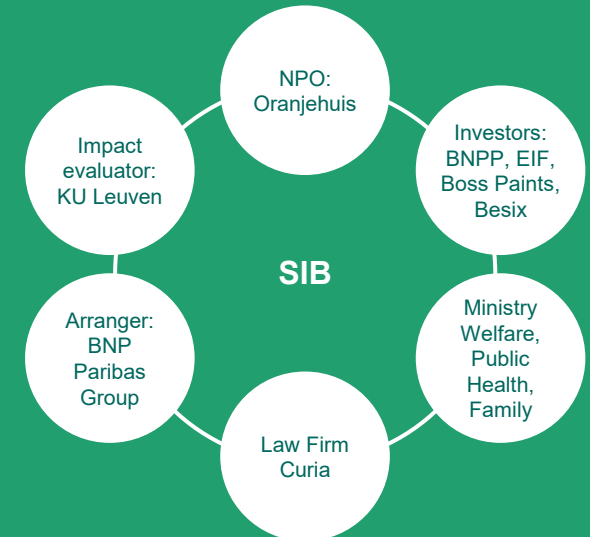 NPO:
Oranjehuis
Investors:
BNPP, EIF,
Boss Paints,
Besix
Ministry
Welfare,
Public
Health,
Family
Law Firm
Curia
Arranger:
BNP
Paribas
Group
Impact
evaluator:
KU Leuven
SIB